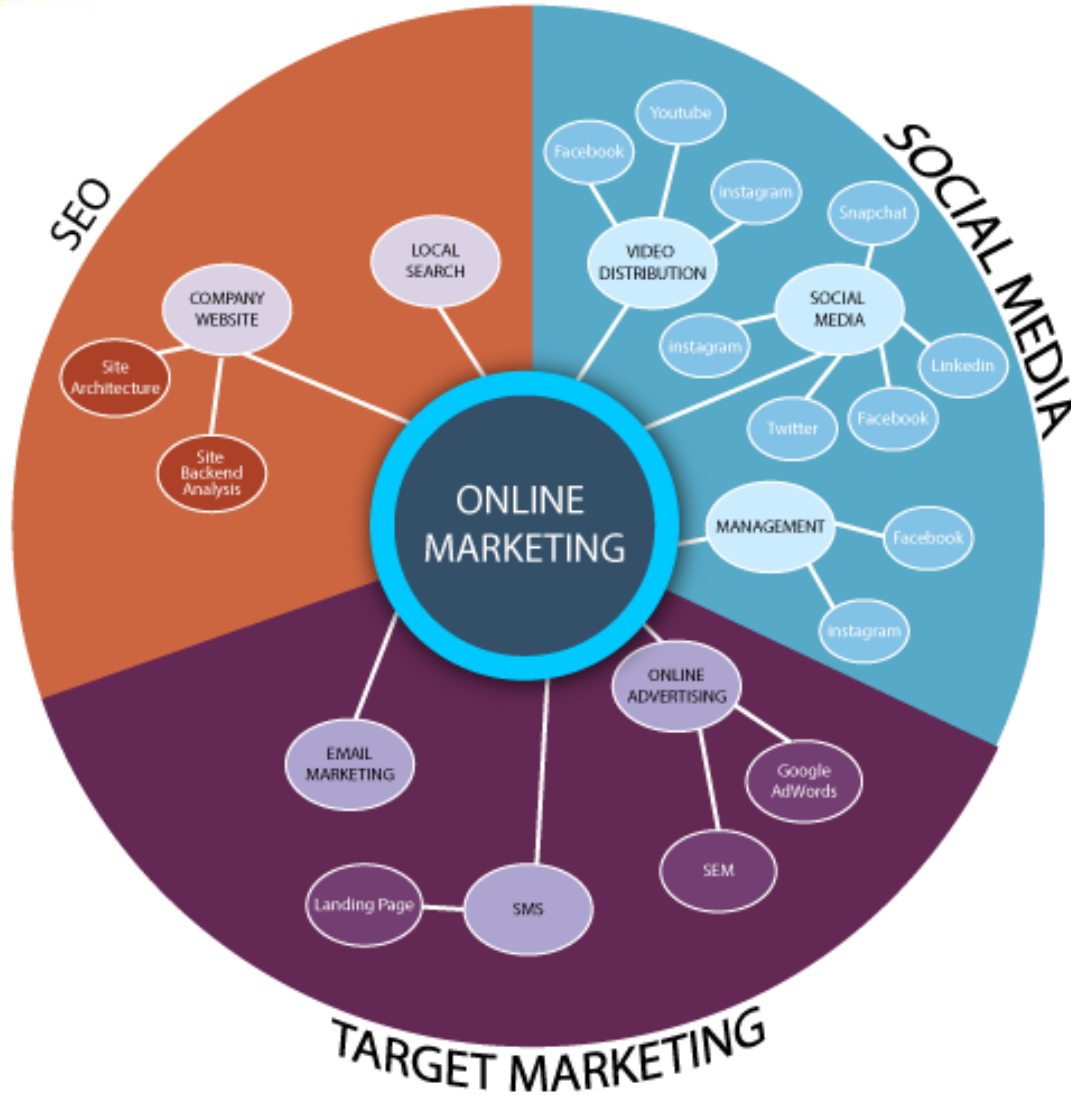 SEO
LOCAL
SEARCH
COMPANY
WEBSITE
Site
Architecture
Site
Backend
Analysis
SOCIAL MEDIA
Youtube
Facebook
instagram
VIDEO
DISTRIBUTION
Snapchat
SOCIAL
MEDIA
instagram
Linkedin
Twitter
Facebook
MANAGEMENT
Facebook
instagram
ONLINE
MARKETING
ONLINE
ADVERTISING
Google
AdWords
SEM
EMAIL
MARKETING
SMS
Landing Page
TARGET MARKETING